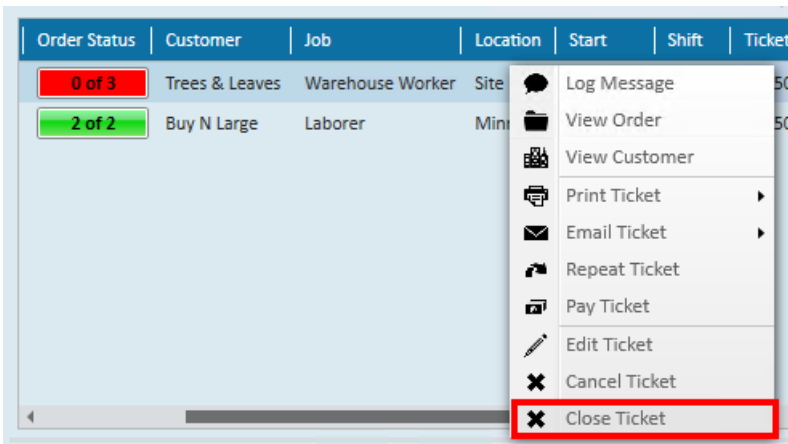 Order Status Customer Job Location Start Shift Ticket
0 of 3 Trees & Leaves Warehouse Worker Site
2 of 2 Buy N Large Laborer
Log Message
View Order
View Customer
Print Ticket
Email Ticket
Repeat Ticket
Pay Ticket
Edit Ticket
Cancel Ticket
Close Ticket